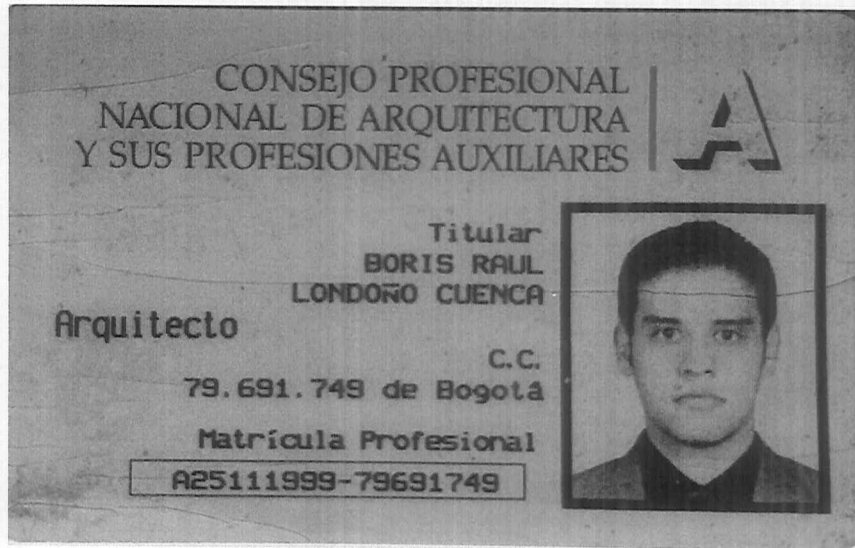 CONSEJO PROFESIONAL
NACIONAL DE ARQUITECTURA
Y SUS PROFESIONES AUXILIARES
A
Titular
BORIS RAUL
LONDOÑO CUENCA
Arquitecto
C.C.
79.691.749 de Bogotá
Matrícula Profesional
A25111999-79691749